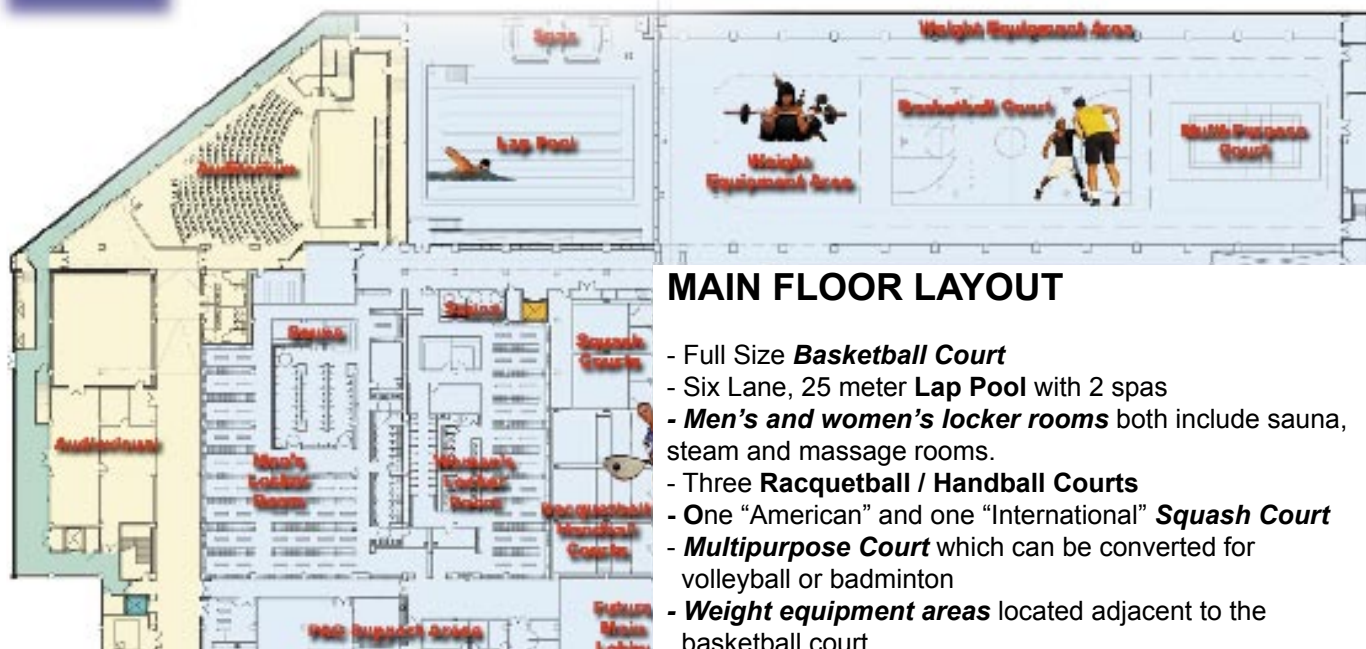 Spas
Weight Equipment Area
Basketball Court
Lap Pool
Multi-Purpose
Court
Auditorium
Weight
Equipment Area
Sauna
Sauna
Squash
Courts
Audiovisual
Men's
Locker
Room
Women's
Locker
Room
Racquetball/
Handball
Courts
Future
Main
Lobby
R&C Support Areas
MAIN FLOOR LAYOUT
- Full Size Basketball Court
- Six Lane, 25 meter Lap Pool with 2 spas
- Men’s and women’s locker rooms both include sauna,
steam and massage rooms.
- Three Racquetball / Handball Courts
- One “American” and one “International” Squash Court
- Multipurpose Court which can be converted for
volleyball or badminton
- Weight equipment areas located adjacent to the
basketball court